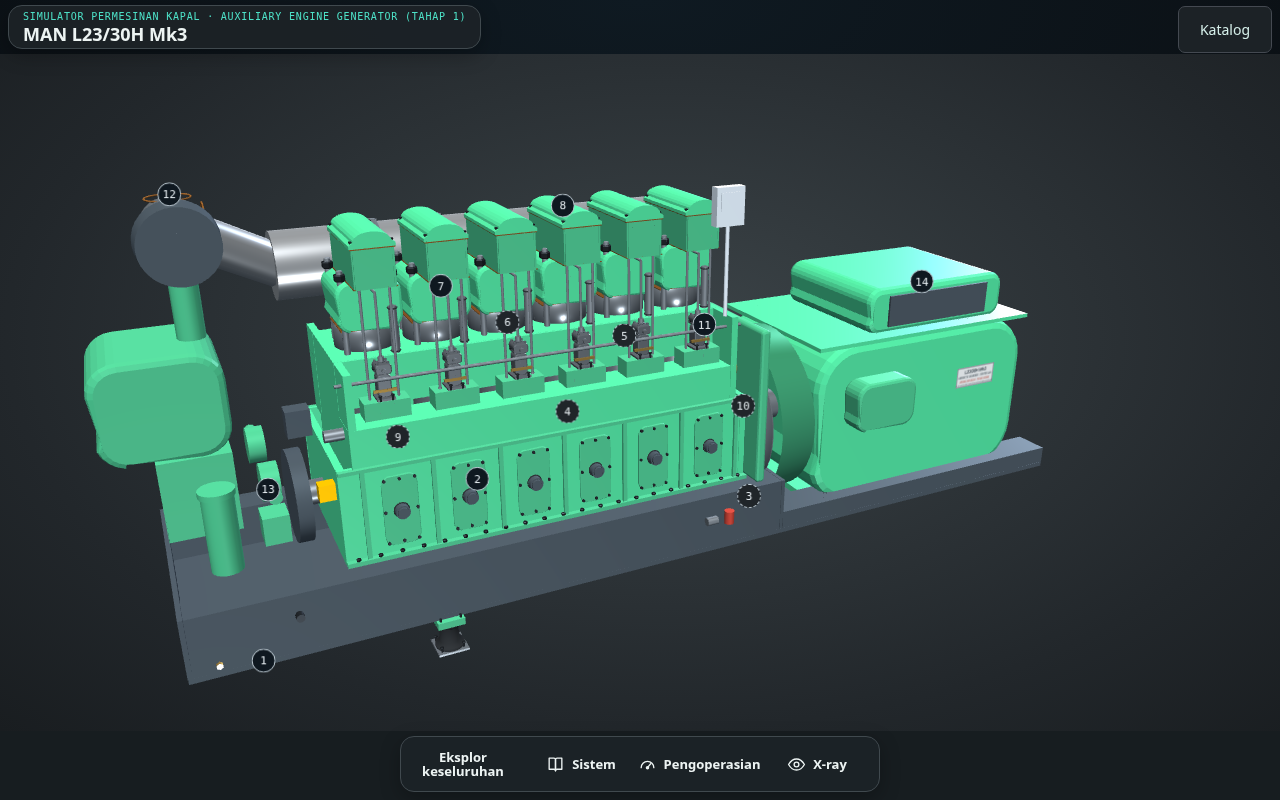 SIMULATOR PERMESINAN KAPAL · AUXILIARY ENGINE GENERATOR (TAHAP 1)
MAN L23/30H Mk3
Katalog
12
8
14
7
6
5
11
4
10
9
2
13
3
1
Eksplor
keseluruhan
Sistem
Pengoperasian
X-ray